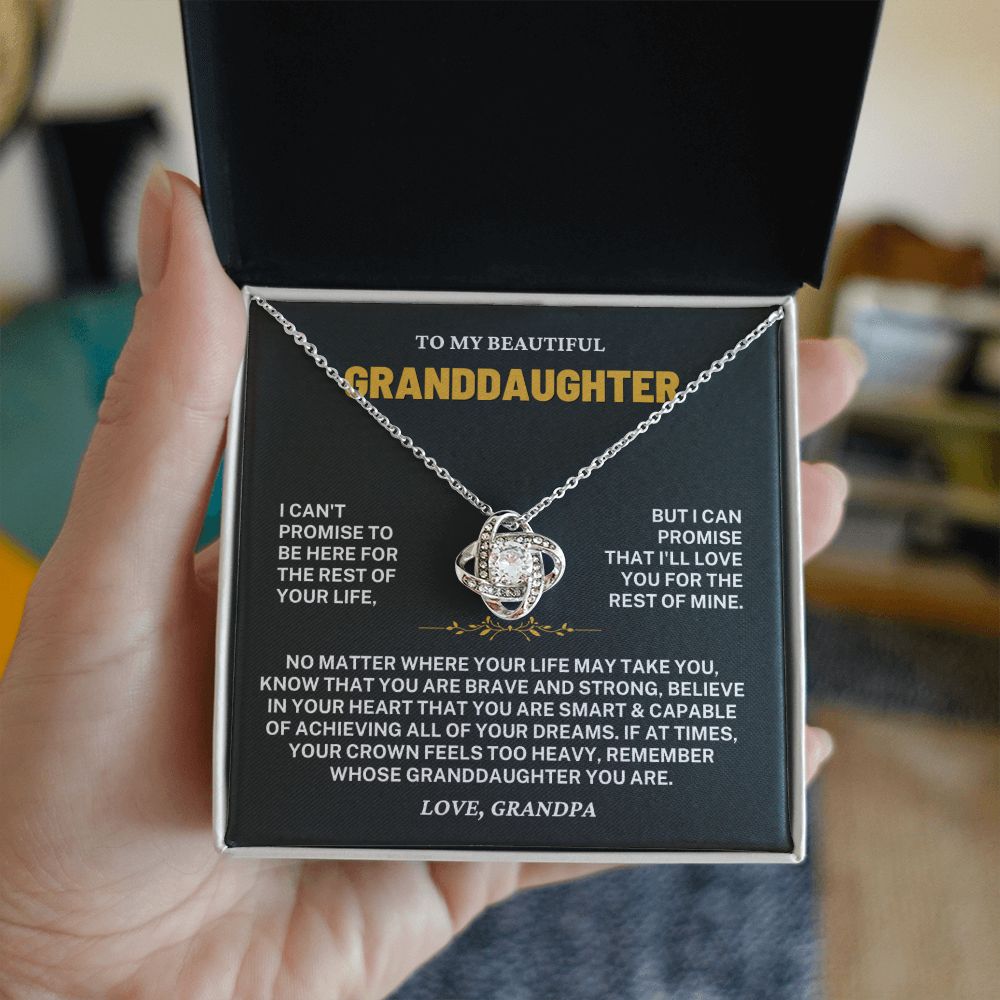 TO MY BEAUTIFUL
GRANDDAUGHTER
I CAN'T
PROMISE TO
BE HERE FOR
THE REST OF
YOUR LIFE,
BUT I CAN
PROMISE
THAT I'LL LOVE
YOU FOR THE
REST OF MINE.
NO MATTER WHERE YOUR LIFE MAY TAKE YOU,
KNOW THAT YOU ARE BRAVE AND STRONG, BELIEVE
IN YOUR HEART THAT YOU ARE SMART & CAPABLE
OF ACHIEVING ALL OF YOUR DREAMS. IF AT TIMES,
YOUR CROWN FEELS TOO HEAVY, REMEMBER
WHOSE GRANDDAUGHTER YOU ARE.
LOVE, GRANDPA